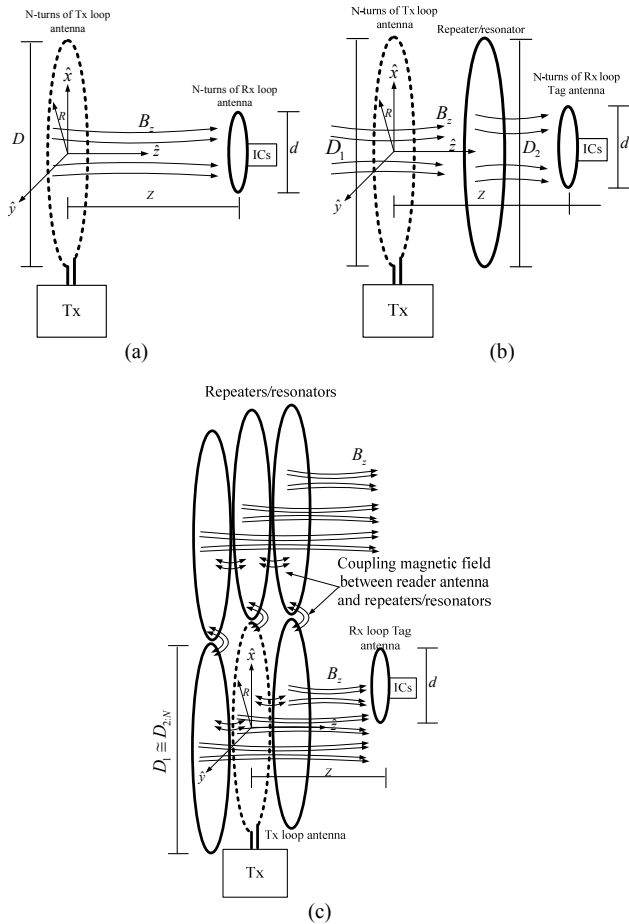 N-turns of Tx loop
antenna
x̂
N-turns of Rx loop
antenna
R
B_z
D
ẑ
ICs
d
ŷ
z
Tx
(a)
N-turns of Tx loop
antenna
Repeater/resonator
N-turns of Rx loop
Tag antenna
x̂
R
B_z
D_1
ẑ
D_2
ICs
d
ŷ
z
Tx
(b)
Repeaters/resonators
B_z
Coupling magnetic field
between reader antenna
and repeaters/resonators
Rx loop Tag
antenna
x̂
R
B_z
ICs
d
D_1 ≅ D_{2:N}
ẑ
ŷ
z
Tx loop antenna
Tx
(c)